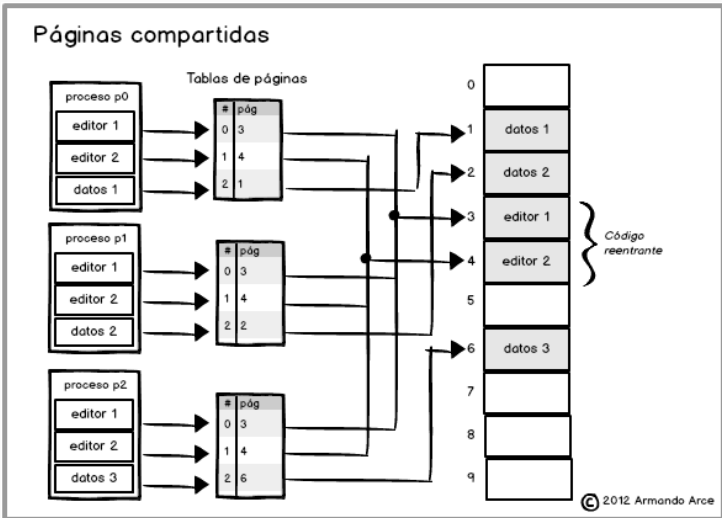 Páginas compartidas
Tablas de páginas
proceso p0
editor 1
editor 2
datos 1
# pág
0 3
1 4
2 1
proceso p1
editor 1
editor 2
datos 2
# pág
0 3
1 4
2 2
proceso p2
editor 1
editor 2
datos 3
# pág
0 3
1 4
2 6
0
1 datos 1
2 datos 2
3 editor 1
4 editor 2
5
6 datos 3
7
8
9
Código
reentrante
© 2012 Armando Arce